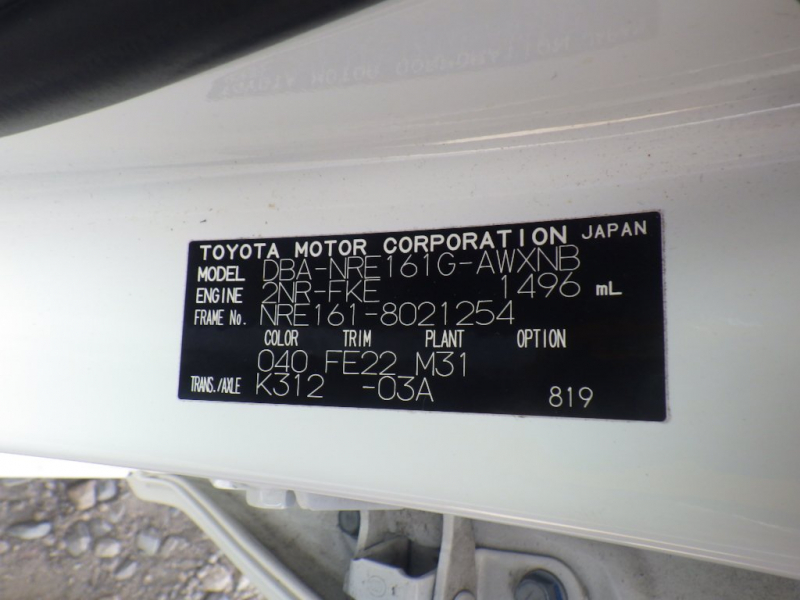 TOYOTA MOTOR CORPORATION JAPAN
MODEL DBA-NRE161G-AWXNB
ENGINE 2NR-FKE 1496 mL
FRAME No. NRE161-8021254
COLOR TRIM PLANT OPTION
040 FE22 M31
TRANS./AXLE K312 -03A 819